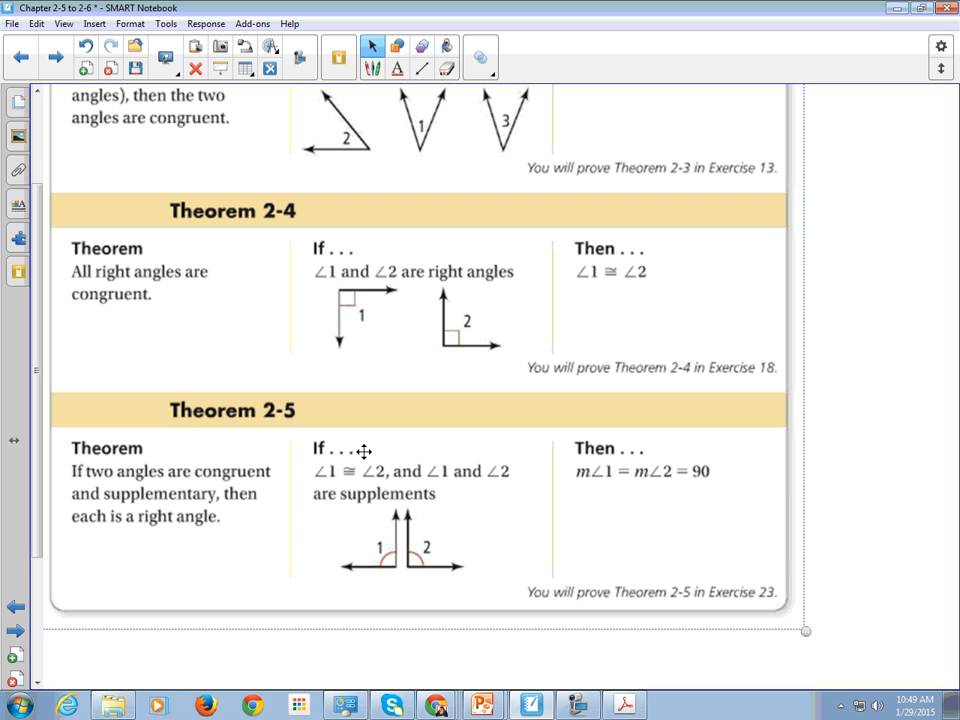 Chapter 2-5 to 2-6 * - SMART Notebook
File Edit View Insert Format Tools Response Add-ons Help
angles), then the two
angles are congruent.
2 1 3
You will prove Theorem 2-3 in Exercise 13.
Theorem 2-4
Theorem
All right angles are
congruent.
If . . .
∠1 and ∠2 are right angles
1 2
Then . . .
∠1 ≅ ∠2
You will prove Theorem 2-4 in Exercise 18.
Theorem 2-5
Theorem
If two angles are congruent
and supplementary, then
each is a right angle.
If . . .
∠1 ≅ ∠2, and ∠1 and ∠2
are supplements
1 2
Then . . .
m∠1 = m∠2 = 90
You will prove Theorem 2-5 in Exercise 23.
10:49 AM
1/29/2015